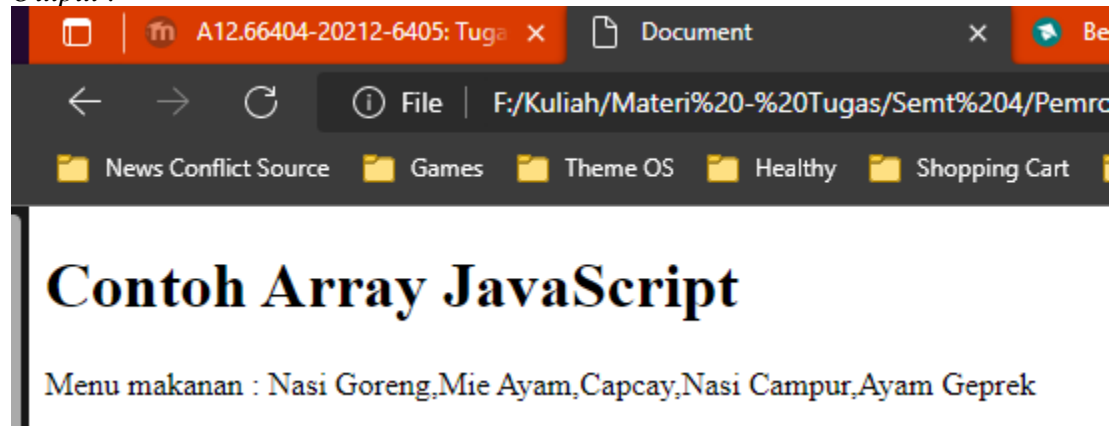 A12.66404-20212-6405: Tuga Document Be
File F:/Kuliah/Materi%20-%20Tugas/Semt%204/Pemro
News Conflict Source Games Theme OS Healthy Shopping Cart
Contoh Array JavaScript
Menu makanan : Nasi Goreng,Mie Ayam,Capcay,Nasi Campur,Ayam Geprek